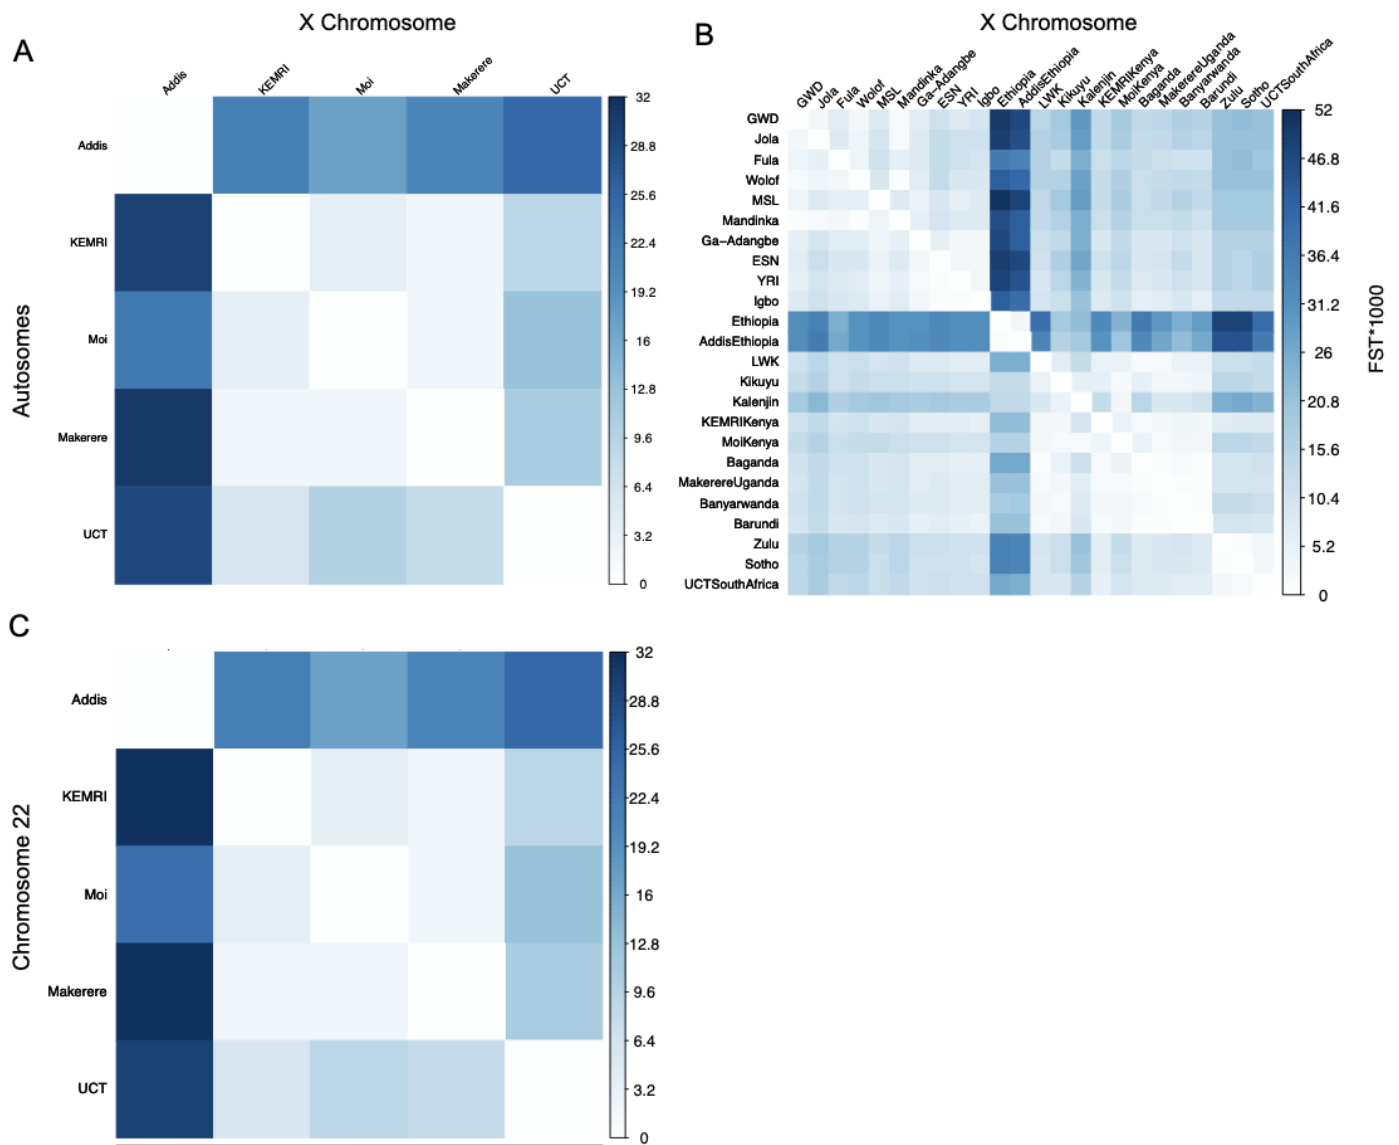 X Chromosome
A
Addis
KEMRI
Moi
Makerere
UCT
Autosomes
Addis
KEMRI
Moi
Makerere
UCT
32
28.8
25.6
22.4
19.2
16
12.8
9.6
6.4
3.2
0
B
X Chromosome
GWD
Jola
Fula
Wolof
MSL
Mandinka
Ga-Adangbe
ESN
YRI
Igbo
Ethiopia
AddisEthiopia
LWK
Kikuyu
Kalenjin
KEMRIKenya
MoiKenya
Baganda
MakerereUganda
Banyarwanda
Barundi
Zulu
Sotho
UCTSouthAfrica
GWD
Jola
Fula
Wolof
MSL
Mandinka
Ga-Adangbe
ESN
YRI
Igbo
Ethiopia
AddisEthiopia
LWK
Kikuyu
Kalenjin
KEMRIKenya
MoiKenya
Baganda
MakerereUganda
Banyarwanda
Barundi
Zulu
Sotho
UCTSouthAfrica
52
46.8
41.6
36.4
31.2
26
20.8
15.6
10.4
5.2
0
FST*1000
C
Chromosome 22
Addis
KEMRI
Moi
Makerere
UCT
32
28.8
25.6
22.4
19.2
16
12.8
9.6
6.4
3.2
0